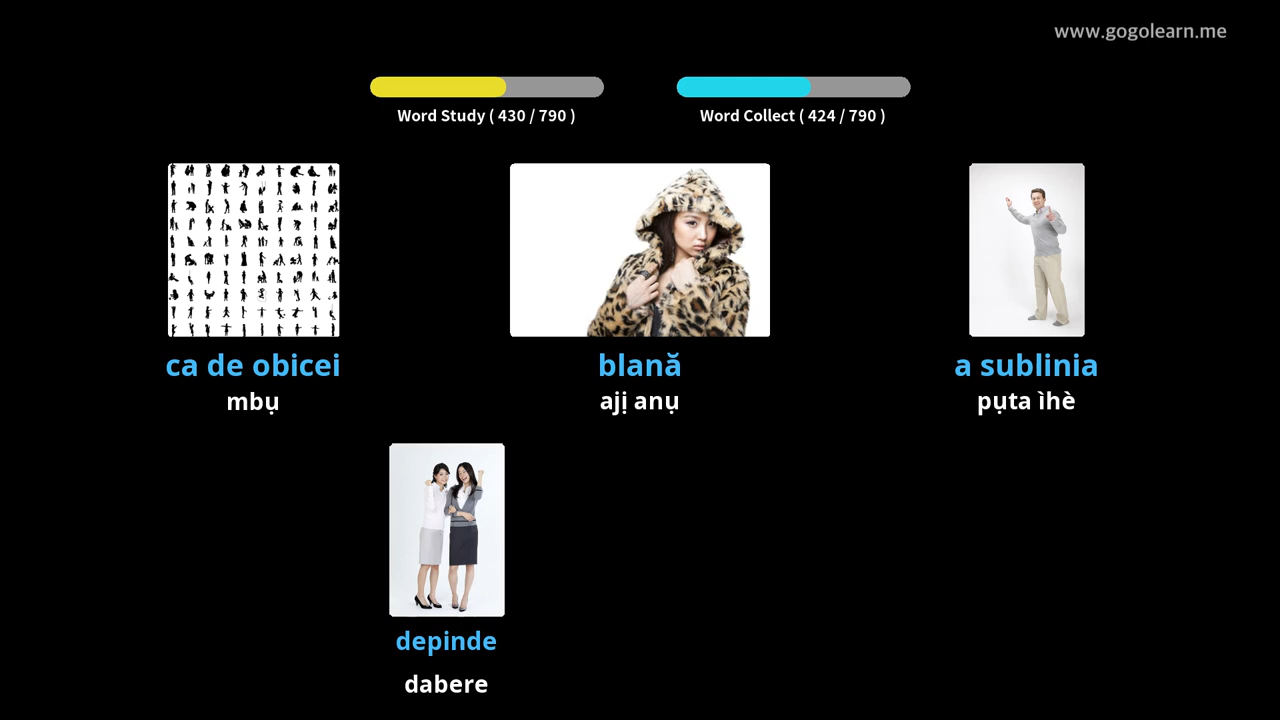 www.gogolearn.me
Word Study ( 430 / 790 )
Word Collect ( 424 / 790 )
ca de obicei
mbụ
blană
ajị anụ
a sublinia
pụta ìhè
depinde
dabere